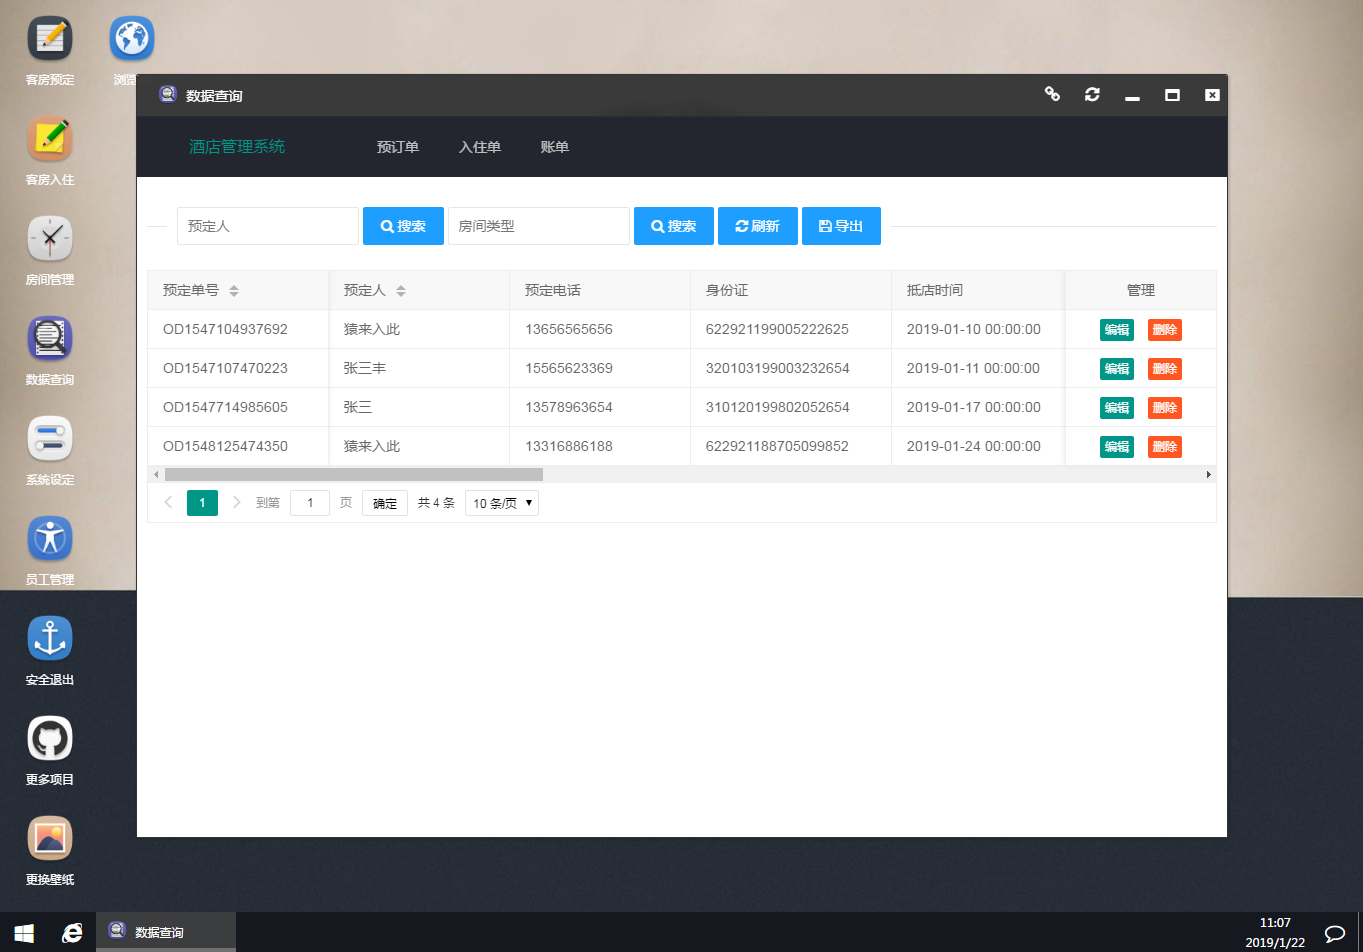 客房预定
浏览
客房入住
房间管理
数据查询
系统设定
员工管理
安全退出
更多项目
更换壁纸
数据查询
酒店管理系统 预订单 入住单 账单
预定人 搜索 房间类型 搜索 刷新 导出
预定单号 预定人 预定电话 身份证 抵店时间 管理
OD1547104937692 猿来入此 13656565656 622921199005222625 2019-01-10 00:00:00 编辑 删除
OD1547107470223 张三丰 15565623369 320103199003232654 2019-01-11 00:00:00 编辑 删除
OD1547714985605 张三 13578963654 310120199802052654 2019-01-17 00:00:00 编辑 删除
OD1548125474350 猿来入此 13316886188 622921188705099852 2019-01-24 00:00:00 编辑 删除
1 到第 1 页 确定 共 4 条 10 条/页
数据查询
11:07
2019/1/22